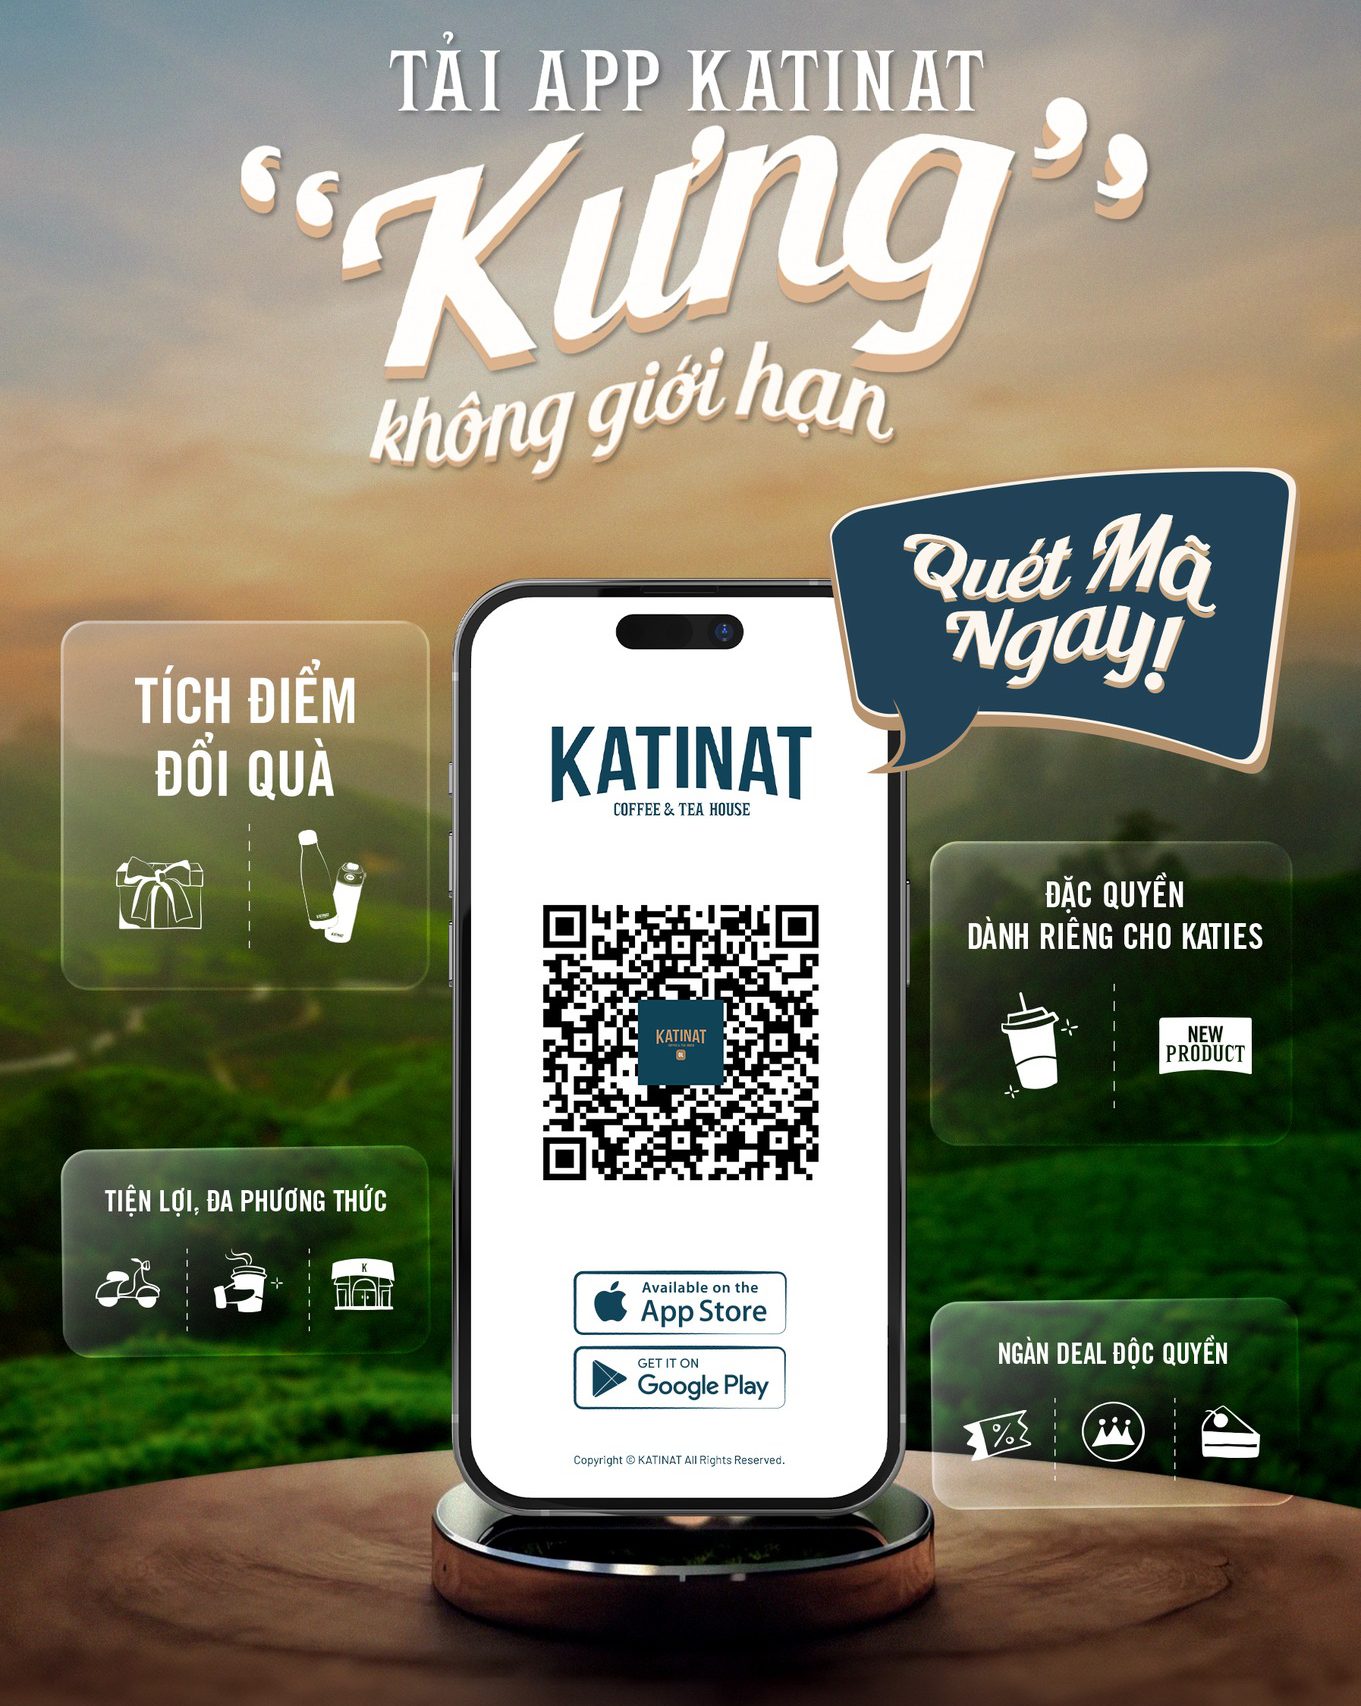 TẢI APP KATINAT
“Kưng”
không giới hạn
Quét Mã
Ngay!
TÍCH ĐIỂM
ĐỔI QUÀ
KATINAT
COFFEE & TEA HOUSE
ĐẶC QUYỀN
DÀNH RIÊNG CHO KATIES
NEW
PRODUCT
KATINAT
TIỆN LỢI, ĐA PHƯƠNG THỨC
K
Available on the
App Store
GET IT ON
Google Play
NGÀN DEAL ĐỘC QUYỀN
%
Copyright © KATINAT All Rights Reserved.